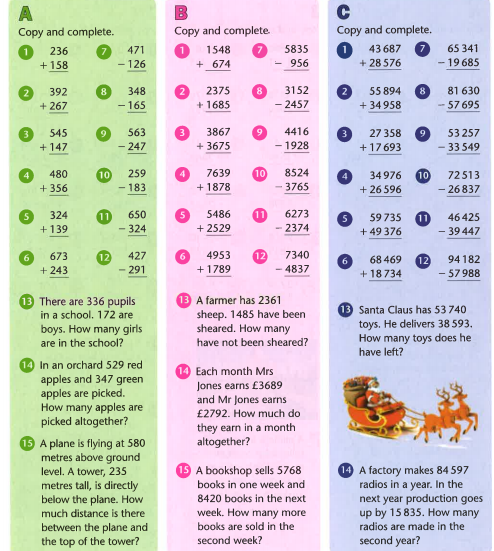 A
Copy and complete.
1 236 7 471
+ 158 − 126
2 392 8 348
+ 267 − 165
3 545 9 563
+ 147 − 247
4 480 10 259
+ 356 − 183
5 324 11 650
+ 139 − 324
6 673 12 427
+ 243 − 291
13 There are 336 pupils
in a school. 172 are
boys. How many girls
are in the school?
14 In an orchard 529 red
apples and 347 green
apples are picked.
How many apples are
picked altogether?
15 A plane is flying at 580
metres above ground
level. A tower, 235
metres tall, is directly
below the plane. How
much distance is there
between the plane and
the top of the tower?
B
Copy and complete.
1 1548 7 5835
+ 674 − 956
2 2375 8 3152
+ 1685 − 2457
3 3867 9 4416
+ 3675 − 1928
4 7639 10 8524
+ 1878 − 3765
5 5486 11 6273
+ 2529 − 2374
6 4953 12 7340
+ 1789 − 4837
13 A farmer has 2361
sheep. 1485 have been
sheared. How many
have not been sheared?
14 Each month Mrs
Jones earns £3689
and Mr Jones earns
£2792. How much do
they earn in a month
altogether?
15 A bookshop sells 5768
books in one week and
8420 books in the next
week. How many more
books are sold in the
second week?
C
Copy and complete.
1 43 687 7 65 341
+ 28 576 − 19 685
2 55 894 8 81 630
+ 34 958 − 57 695
3 27 358 9 53 257
+ 17 693 − 33 549
4 34 976 10 72 513
+ 26 596 − 26 837
5 59 735 11 46 425
+ 49 376 − 39 447
6 68 469 12 94 182
+ 18 734 − 57 988
13 Santa Claus has 53 740
toys. He delivers 38 593.
How many toys does he
have left?
14 A factory makes 84 597
radios in a year. In the
next year production goes
up by 15 835. How many
radios are made in the
second year?